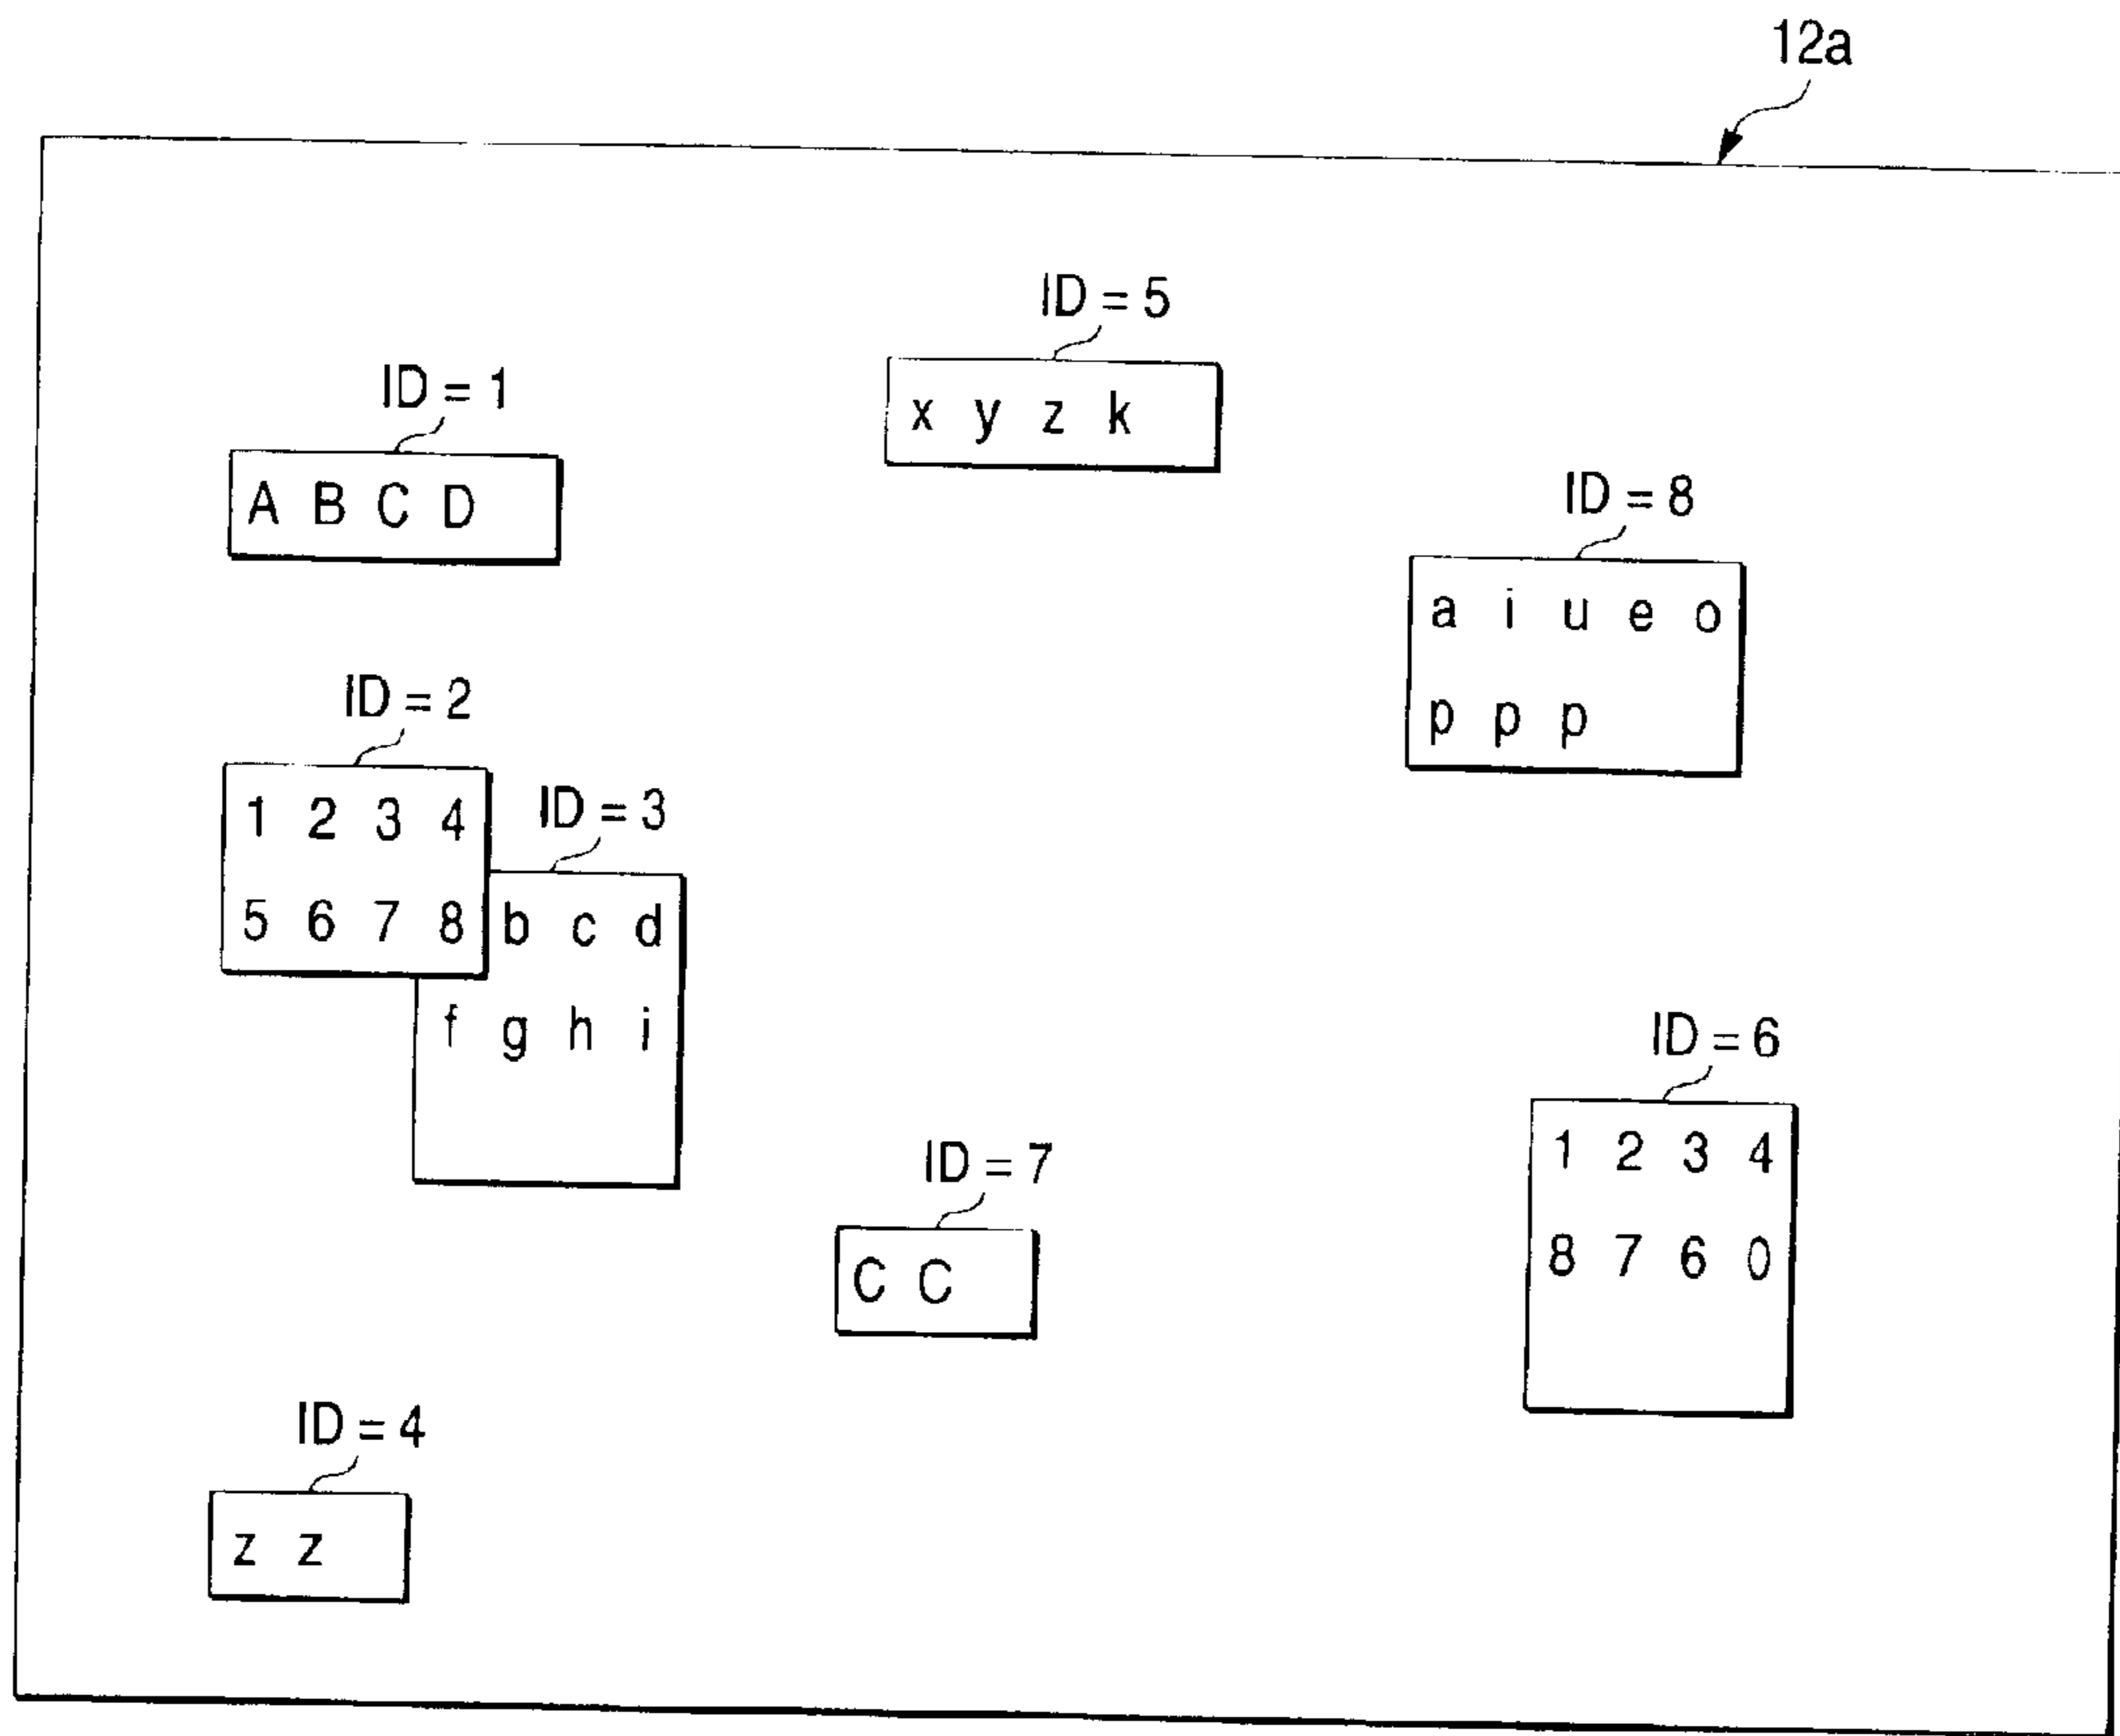 12a
ID = 5
x y z k
ID = 1
A B C D
ID = 8
a i u e o
p p p
ID = 2
1 2 3 4
5 6 7 8
ID = 3
b c d
f g h i
ID = 6
1 2 3 4
8 7 6 0
ID = 7
C C
ID = 4
z z